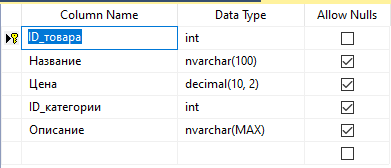 Column Name Data Type Allow Nulls
ID_товара int
Название nvarchar(100)
Цена decimal(10, 2)
ID_категории int
Описание nvarchar(MAX)